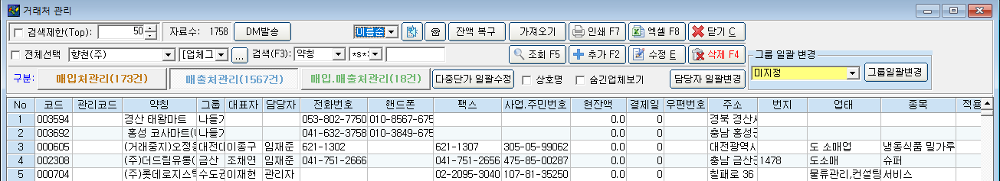 거래처 관리
검색제한(Top): 50 자료수: 1758 DM발송 이름순 잔액 복구 가져오기 인쇄 F7 엑셀 F8 닫기 C
전체선택 향천(주) [업체그 ... 검색(F3): 약칭 *s*: 조회 F5 추가 F2 수정 E 삭제 F4 그룹 일괄 변경
미지정 그룹일괄변경
구분: 매입처관리(173건) 매출처관리(1567건) 매입.매출처관리(18건) 다중단가 일괄수정 상호명 숨긴업체보기 담당자 일괄변경
No 코드 관리코드 약칭 그룹 대표자 담당자 전화번호 핸드폰 팩스 사업.주민번호 현잔액 결제일 우편번호 주소 번지 업태 종목 적용
1 003594 경산 태왕마트 나들가 053-802-7750 010-8567-675 0.0 0 경북 경산시
2 003692 홍성 코사마트(나 나들가 041-632-3758 010-3849-675 0.0 0 충남 홍성군
3 000605 (거래중지)오정물 대전대 이종구 임재준 621-1302 621-1307 305-05-99062 0.0 0 대전광역시 도 소매업 냉동식품 밀가루
4 002308 (주)더드림유통( 금산 조채연 임재준 041-751-2666 041-751-2656 475-85-00287 0.0 0 충남 금산군 1478 도소매 슈퍼
5 000704 (주)롯데로지스틱 수도권 이재현 관리자 02-2095-3040 107-81-35250 0.0 0 칠패로 36 물류관리,컨설팅 서비스